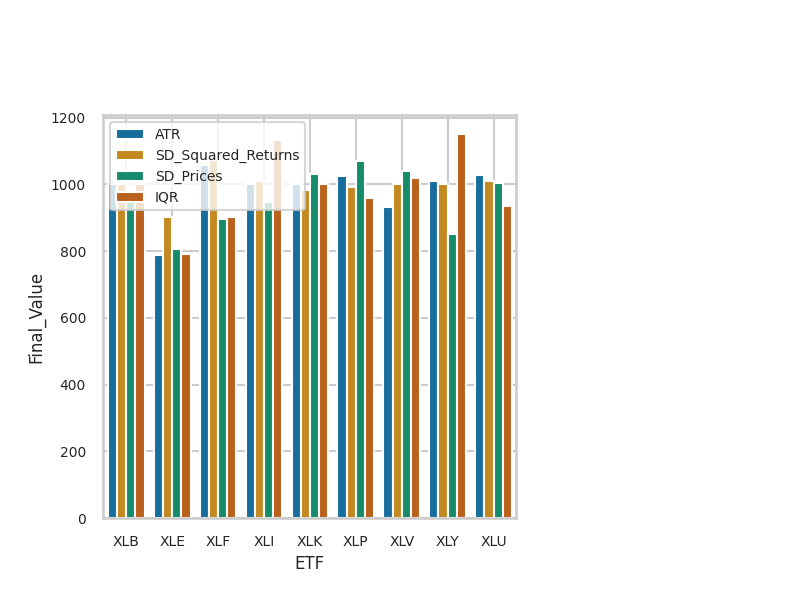 1200
1000
800
600
400
200
0
Final_Value
ATR
SD_Squared_Returns
SD_Prices
IQR
XLB XLE XLF XLI XLK XLP XLV XLY XLU
ETF